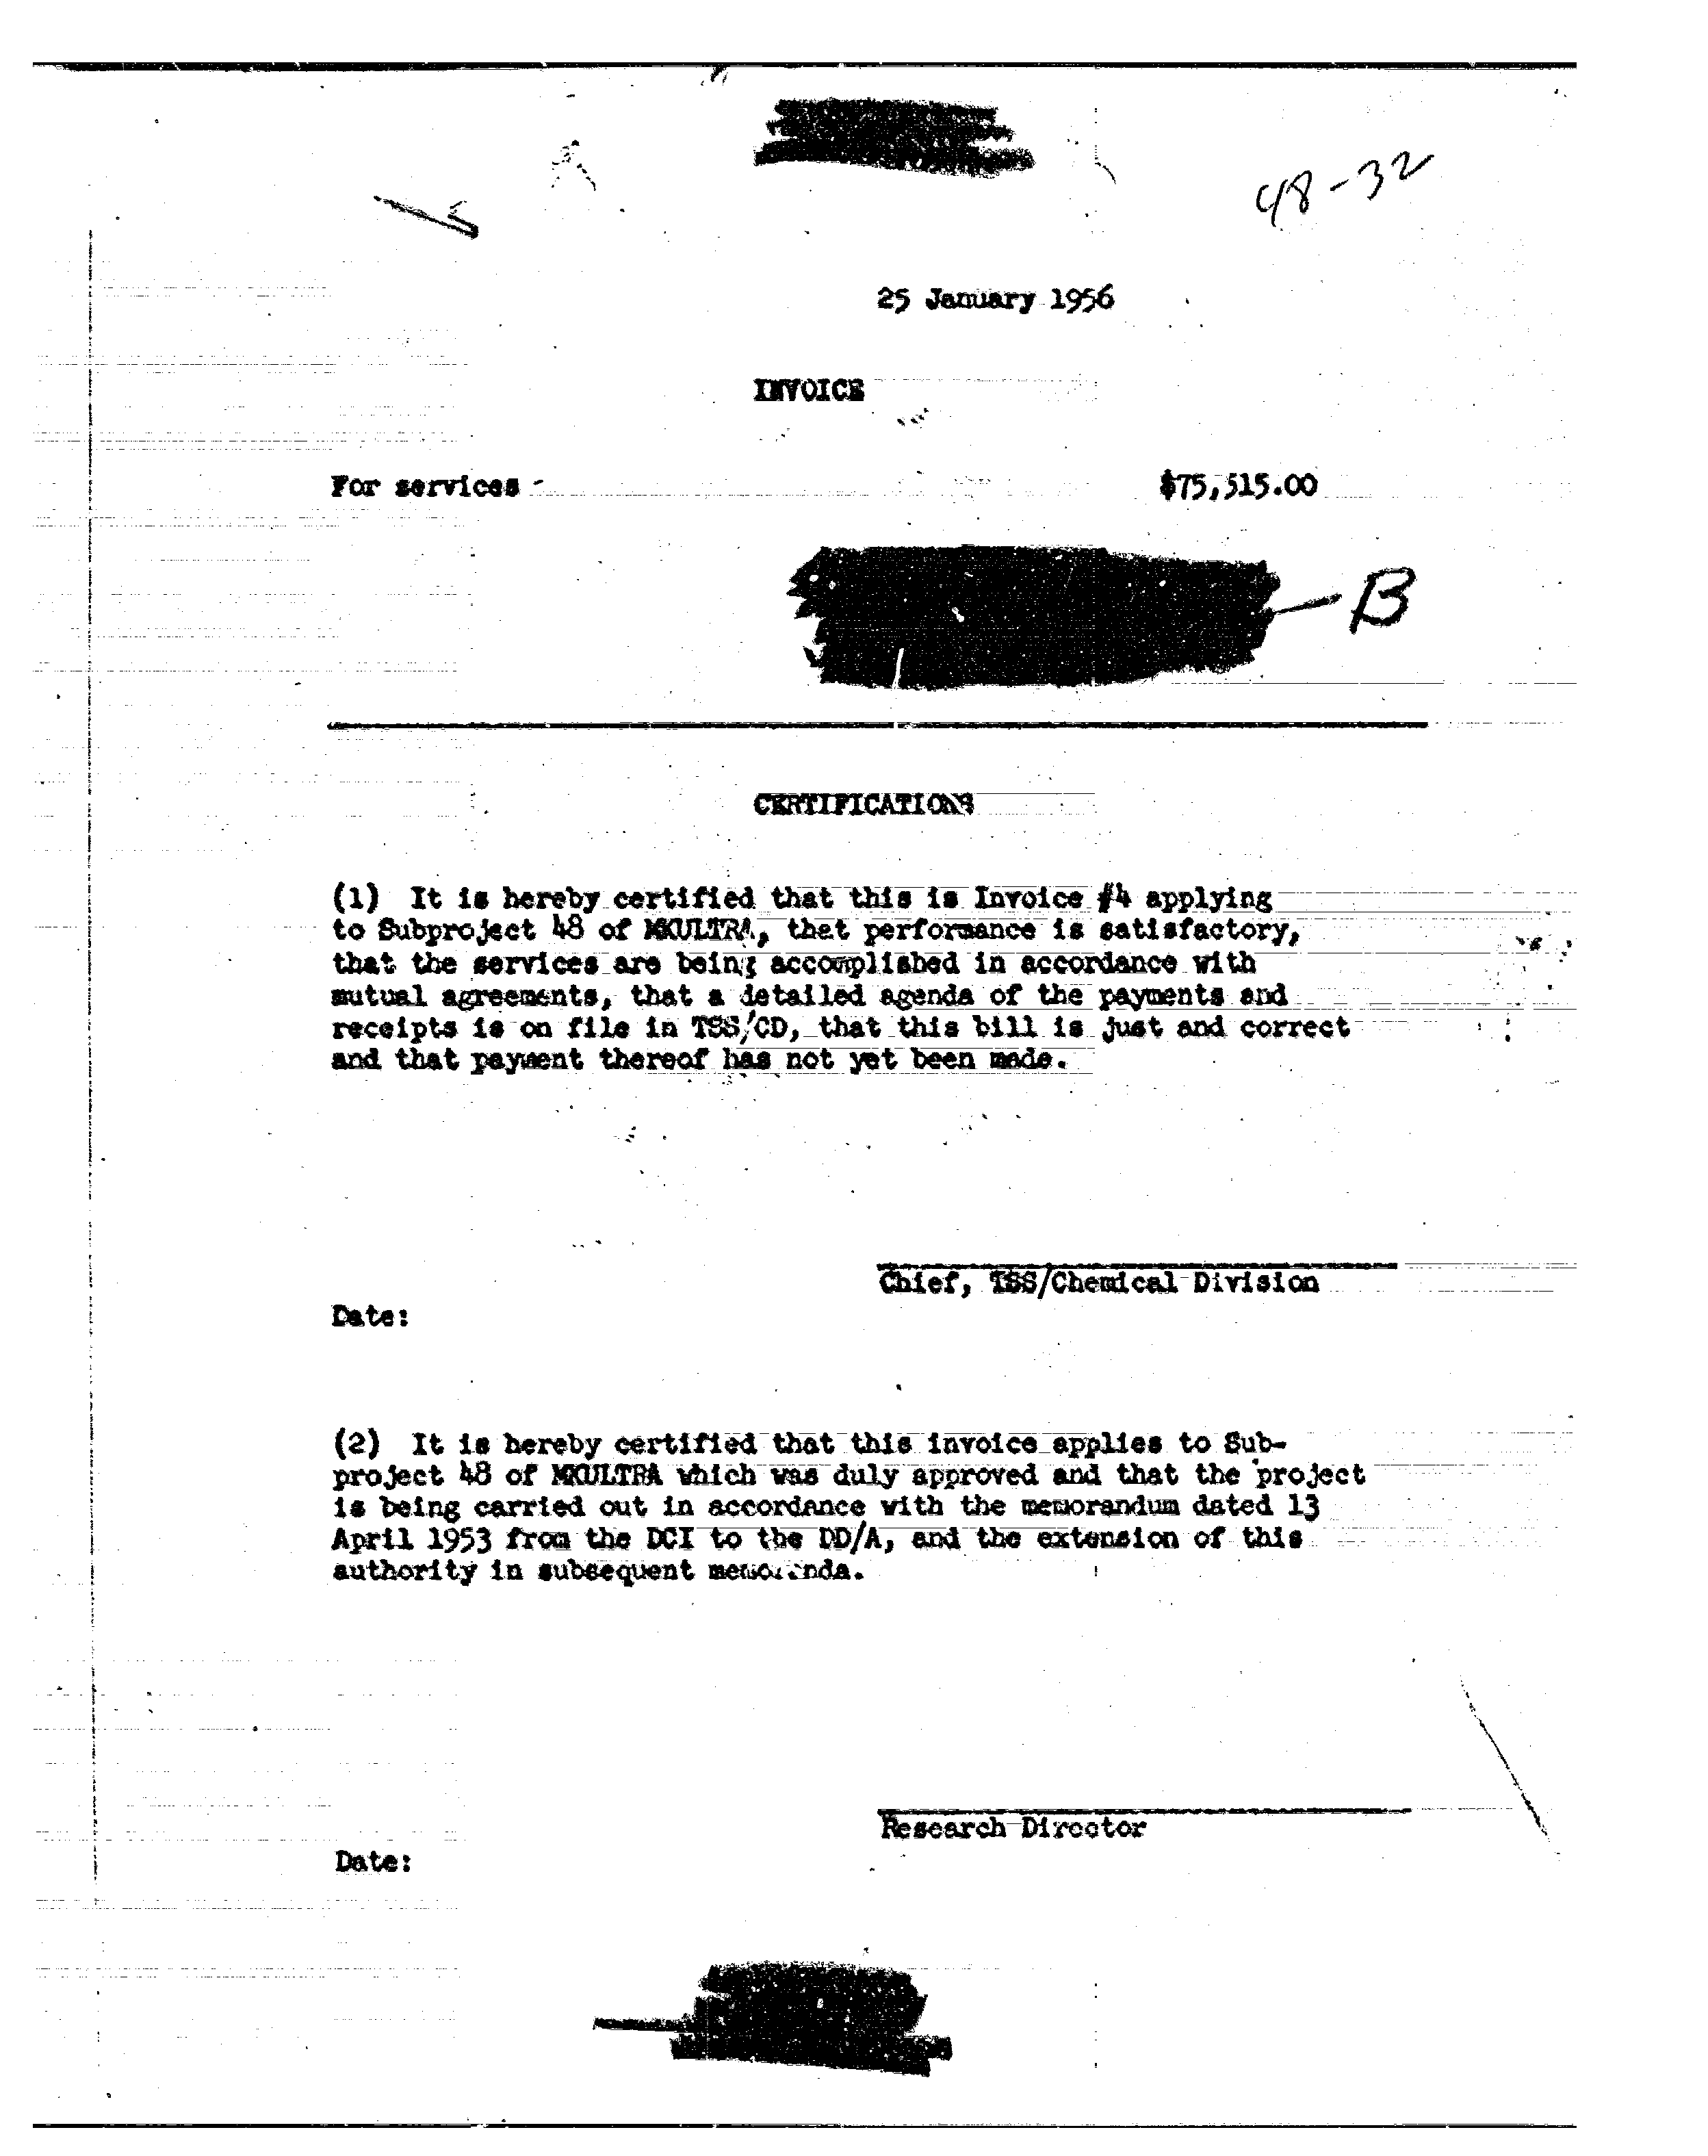 48-32
25 January 1956
INVOICE
For services - $75,515.00
B
CERTIFICATIONS
(1) It is hereby certified that this is Invoice #4 applying
to Subproject 48 of MKULTRA, that performance is satisfactory,
that the services are being accomplished in accordance with
mutual agreements, that a detailed agenda of the payments and
receipts is on file in TSS/CD, that this bill is just and correct
and that payment thereof has not yet been made.
Chief, TSS/Chemical Division
Date:
(2) It is hereby certified that this invoice applies to Sub-
project 48 of MKULTRA which was duly approved and that the project
is being carried out in accordance with the memorandum dated 13
April 1953 from the DCI to the DD/A, and the extension of this
authority in subsequent memoranda.
Research Director
Date: